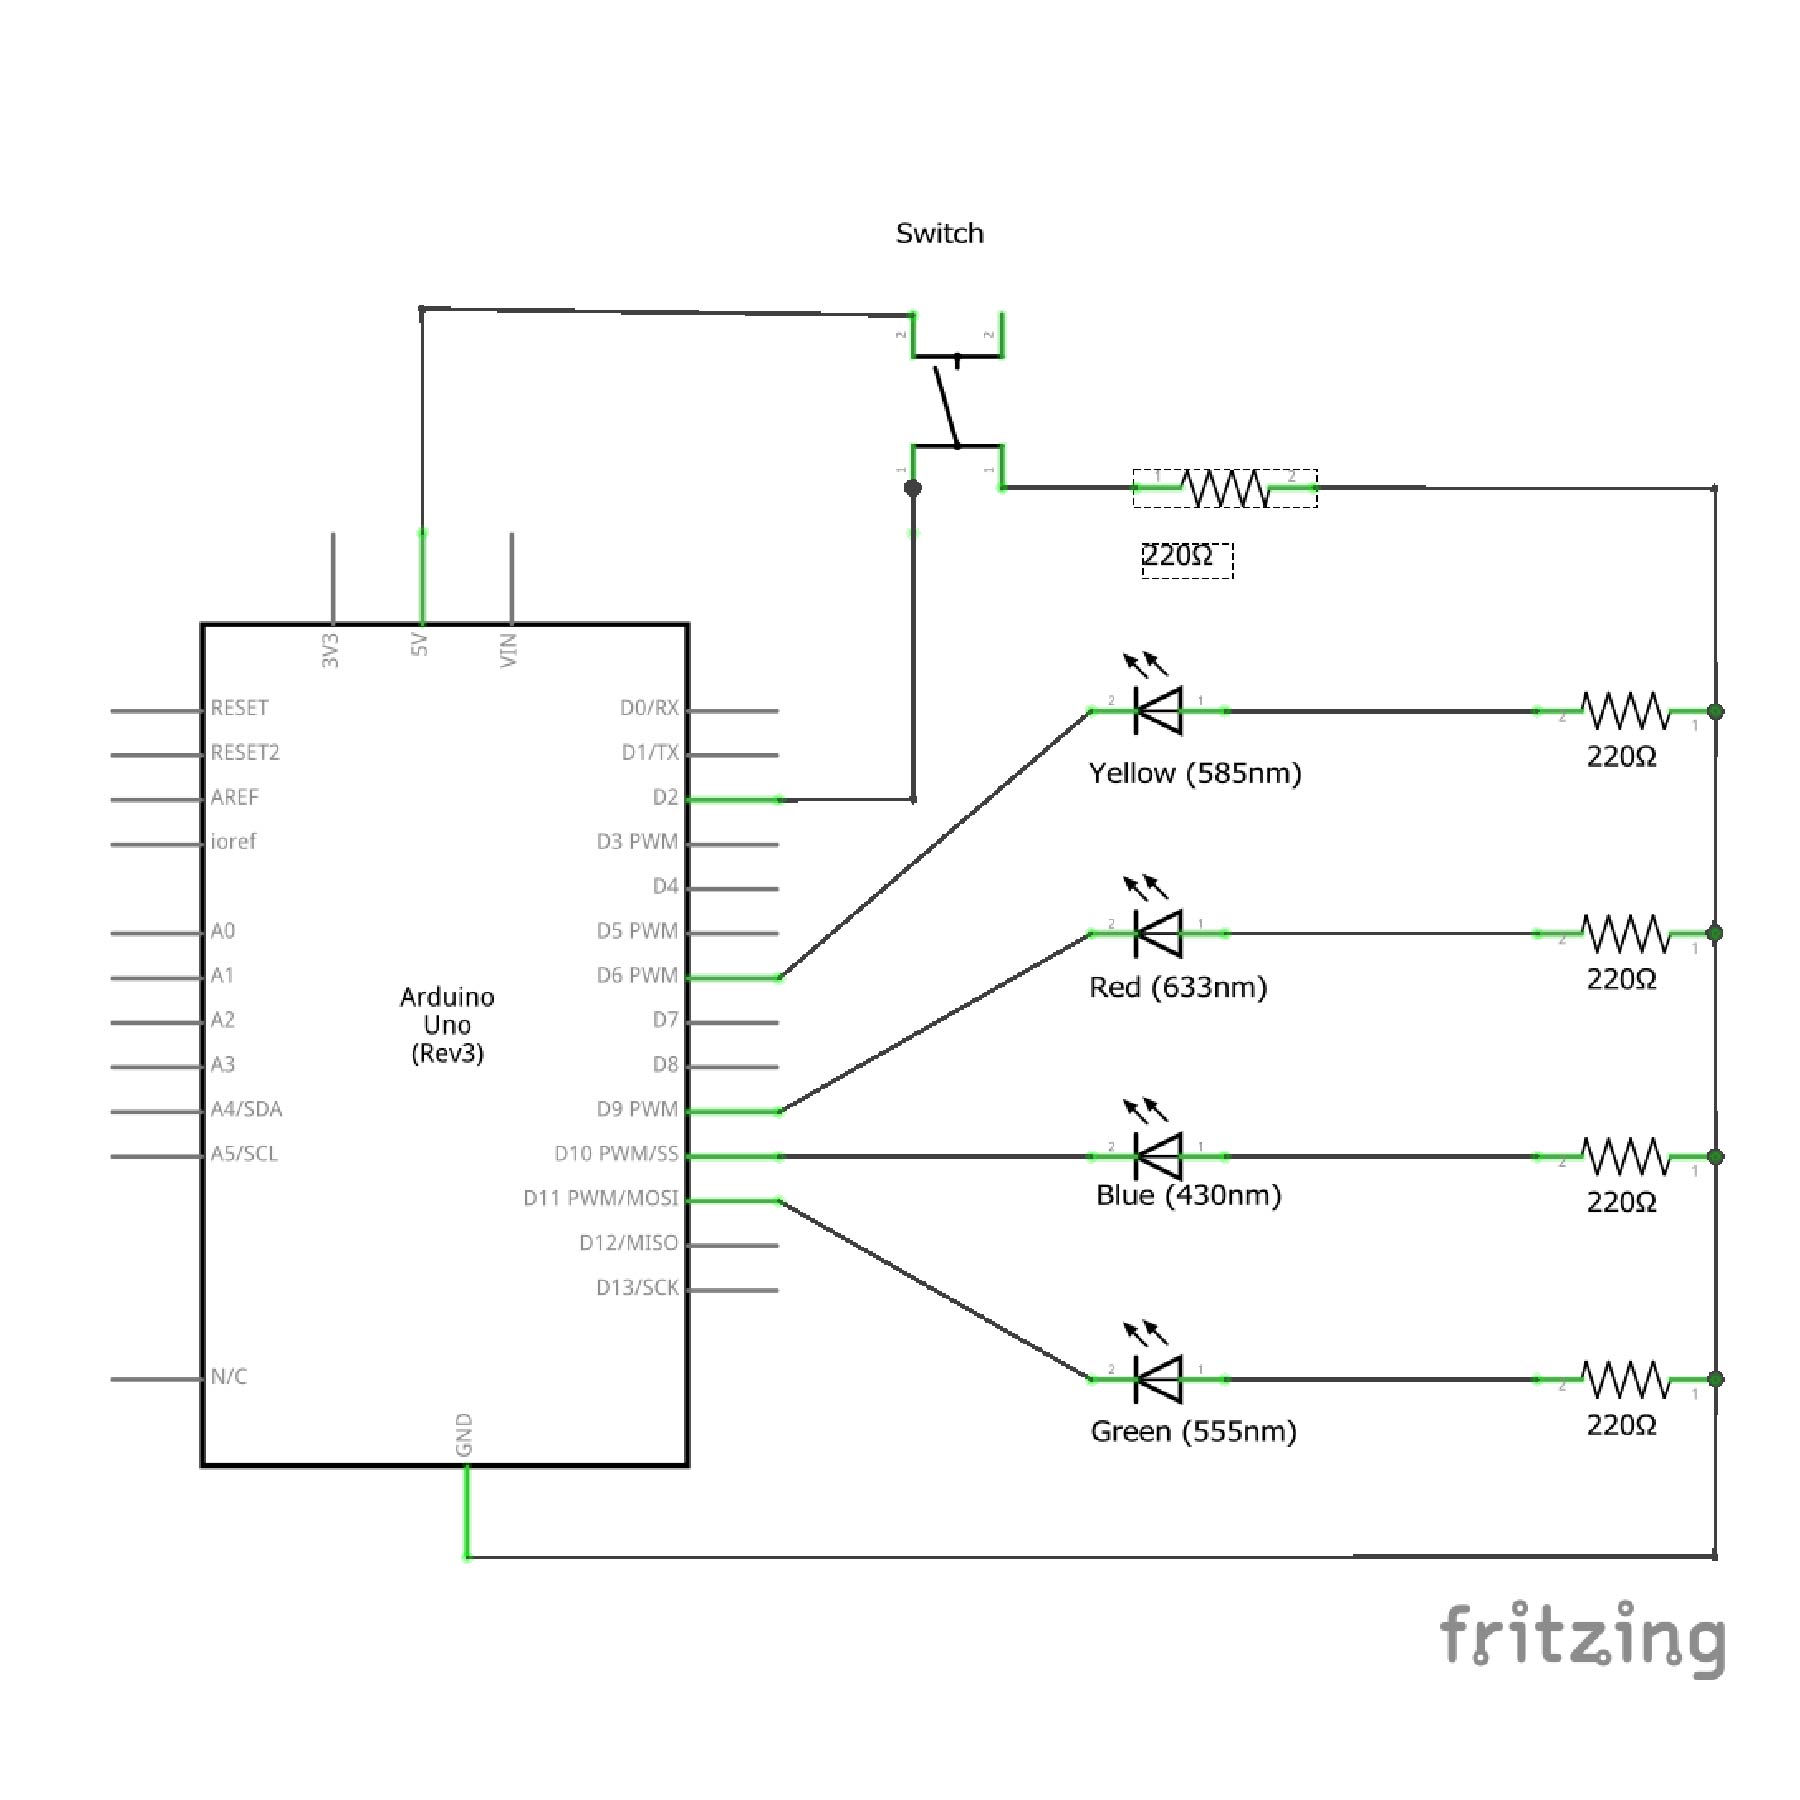 Switch
2
2
1
1
1
2
220Ω
3V3
5V
VIN
RESET
RESET2
AREF
ioref
A0
A1
A2
A3
A4/SDA
A5/SCL
N/C
Arduino
Uno
(Rev3)
GND
D0/RX
D1/TX
D2
D3 PWM
D4
D5 PWM
D6 PWM
D7
D8
D9 PWM
D10 PWM/SS
D11 PWM/MOSI
D12/MISO
D13/SCK
2
1
Yellow (585nm)
2
1
220Ω
2
1
Red (633nm)
2
1
220Ω
2
1
Blue (430nm)
2
1
220Ω
2
1
Green (555nm)
2
1
220Ω
fritzing